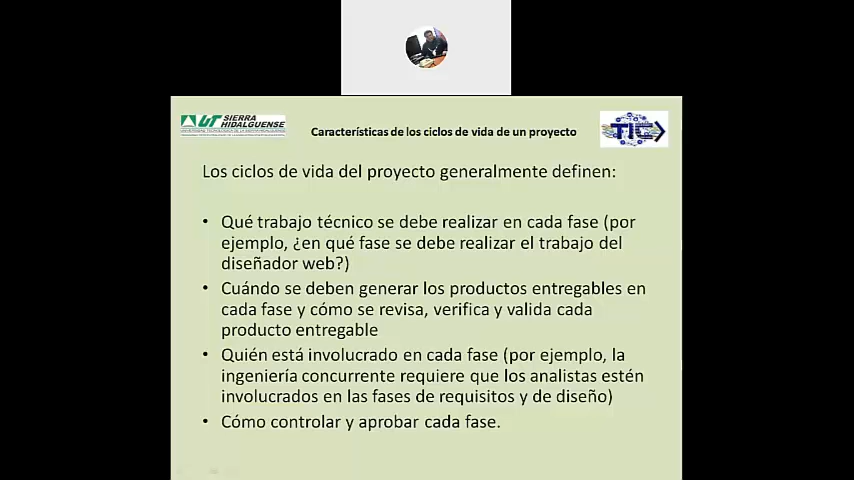 UT SIERRA
HIDALGUENSE
Características de los ciclos de vida de un proyecto
TIC
Los ciclos de vida del proyecto generalmente definen:
• Qué trabajo técnico se debe realizar en cada fase (por
ejemplo, ¿en qué fase se debe realizar el trabajo del
diseñador web?)
• Cuándo se deben generar los productos entregables en
cada fase y cómo se revisa, verifica y valida cada
producto entregable
• Quién está involucrado en cada fase (por ejemplo, la
ingeniería concurrente requiere que los analistas estén
involucrados en las fases de requisitos y de diseño)
• Cómo controlar y aprobar cada fase.